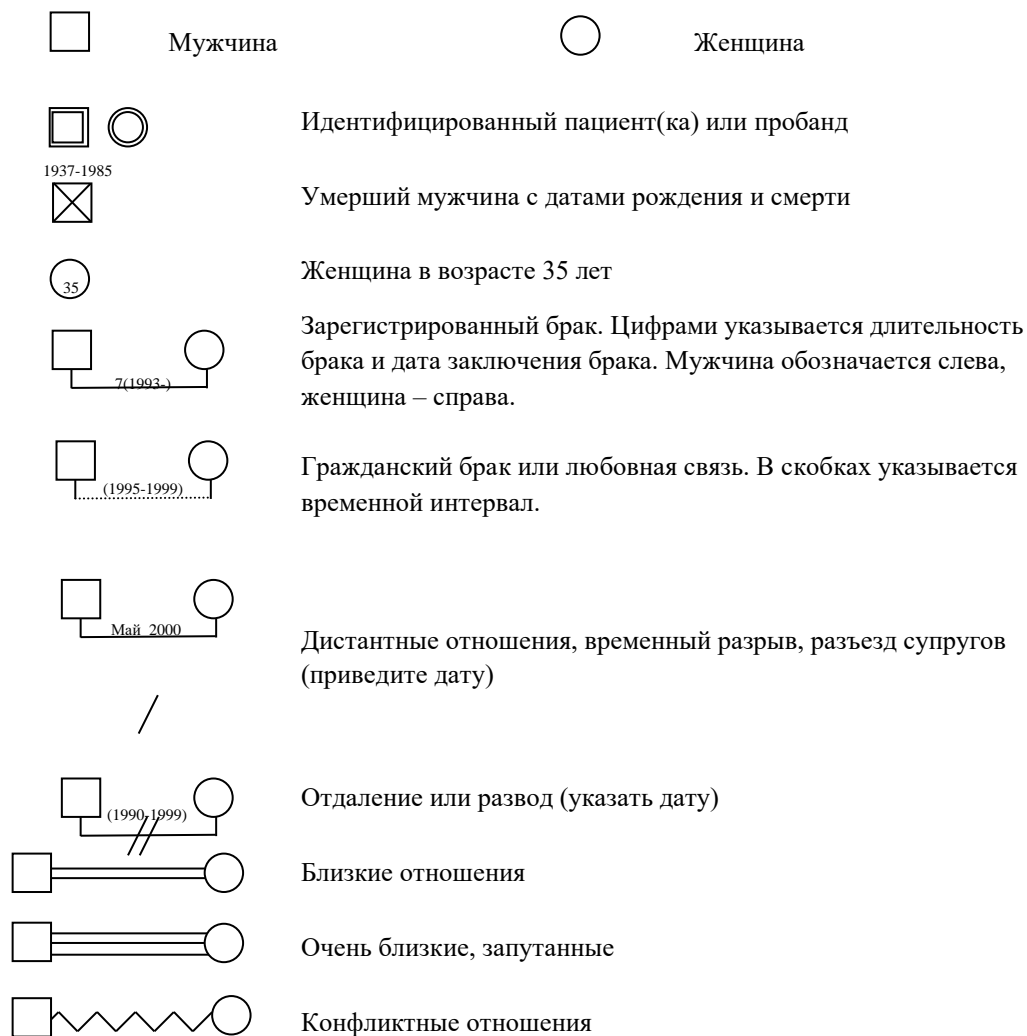 Мужчина
Женщина
Идентифицированный пациент(ка) или пробанд
1937-1985
Умерший мужчина с датами рождения и смерти
Женщина в возрасте 35 лет
35
Зарегистрированный брак. Цифрами указывается длительность
брака и дата заключения брака. Мужчина обозначается слева,
женщина – справа.
7(1993-)
Гражданский брак или любовная связь. В скобках указывается
временной интервал.
(1995-1999)
Май 2000
Дистантные отношения, временный разрыв, разъезд супругов
(приведите дату)
Отдаление или развод (указать дату)
(1990-1999)
Близкие отношения
Очень близкие, запутанные
Конфликтные отношения